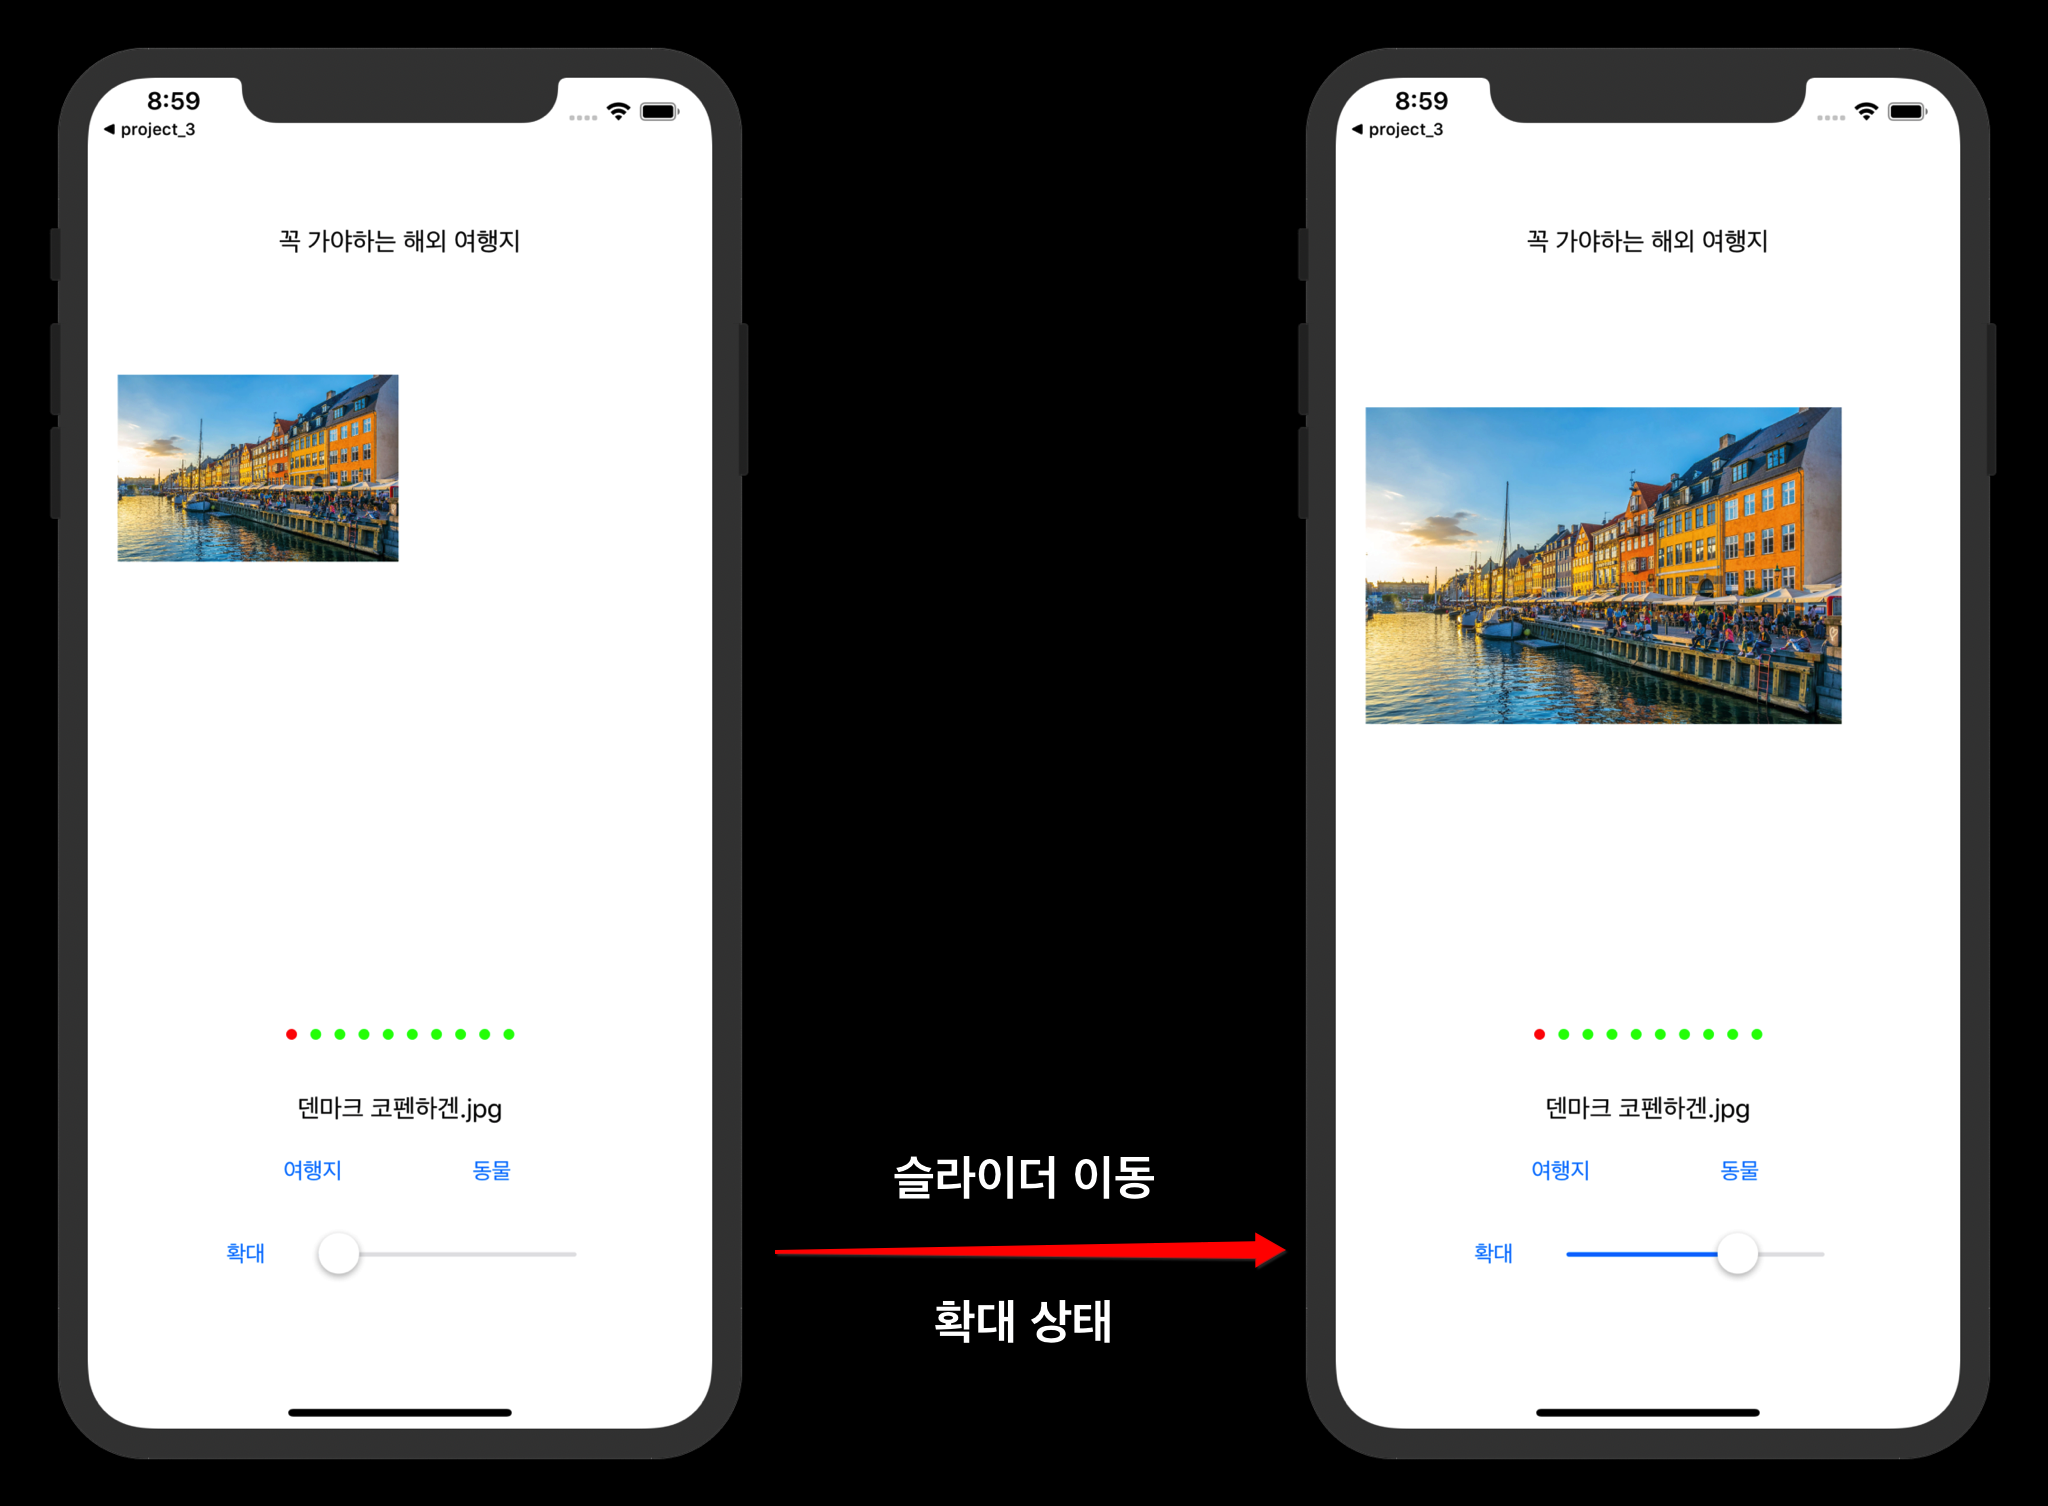 8:59
◀ project_3
꼭 가야하는 해외 여행지
덴마크 코펜하겐.jpg
여행지 동물
확대
슬라이더 이동
확대 상태
8:59
◀ project_3
꼭 가야하는 해외 여행지
덴마크 코펜하겐.jpg
여행지 동물
확대